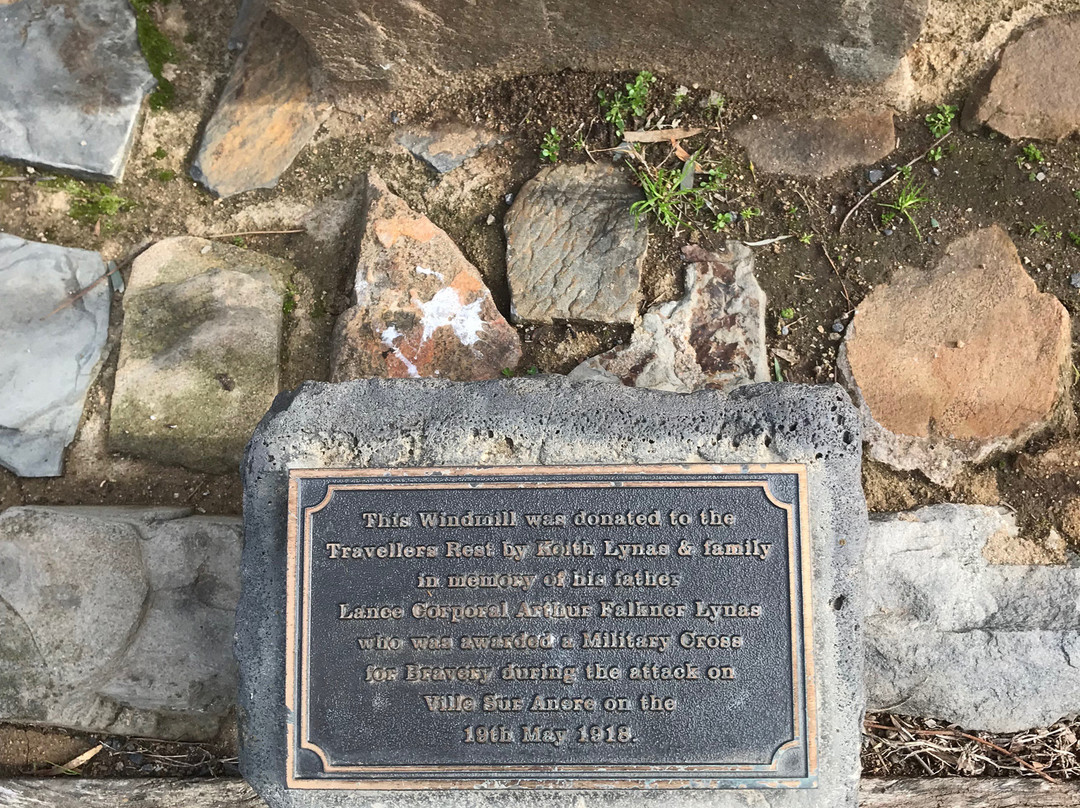 This Windmill was donated to the
Travellers Rest by Keith Lynas & family
in memory of his father
Lance Corporal Arthur Falkner Lynas
who was awarded a Military Cross
for Bravery during the attack on
Ville Sur Anere on the
19th May 1918.